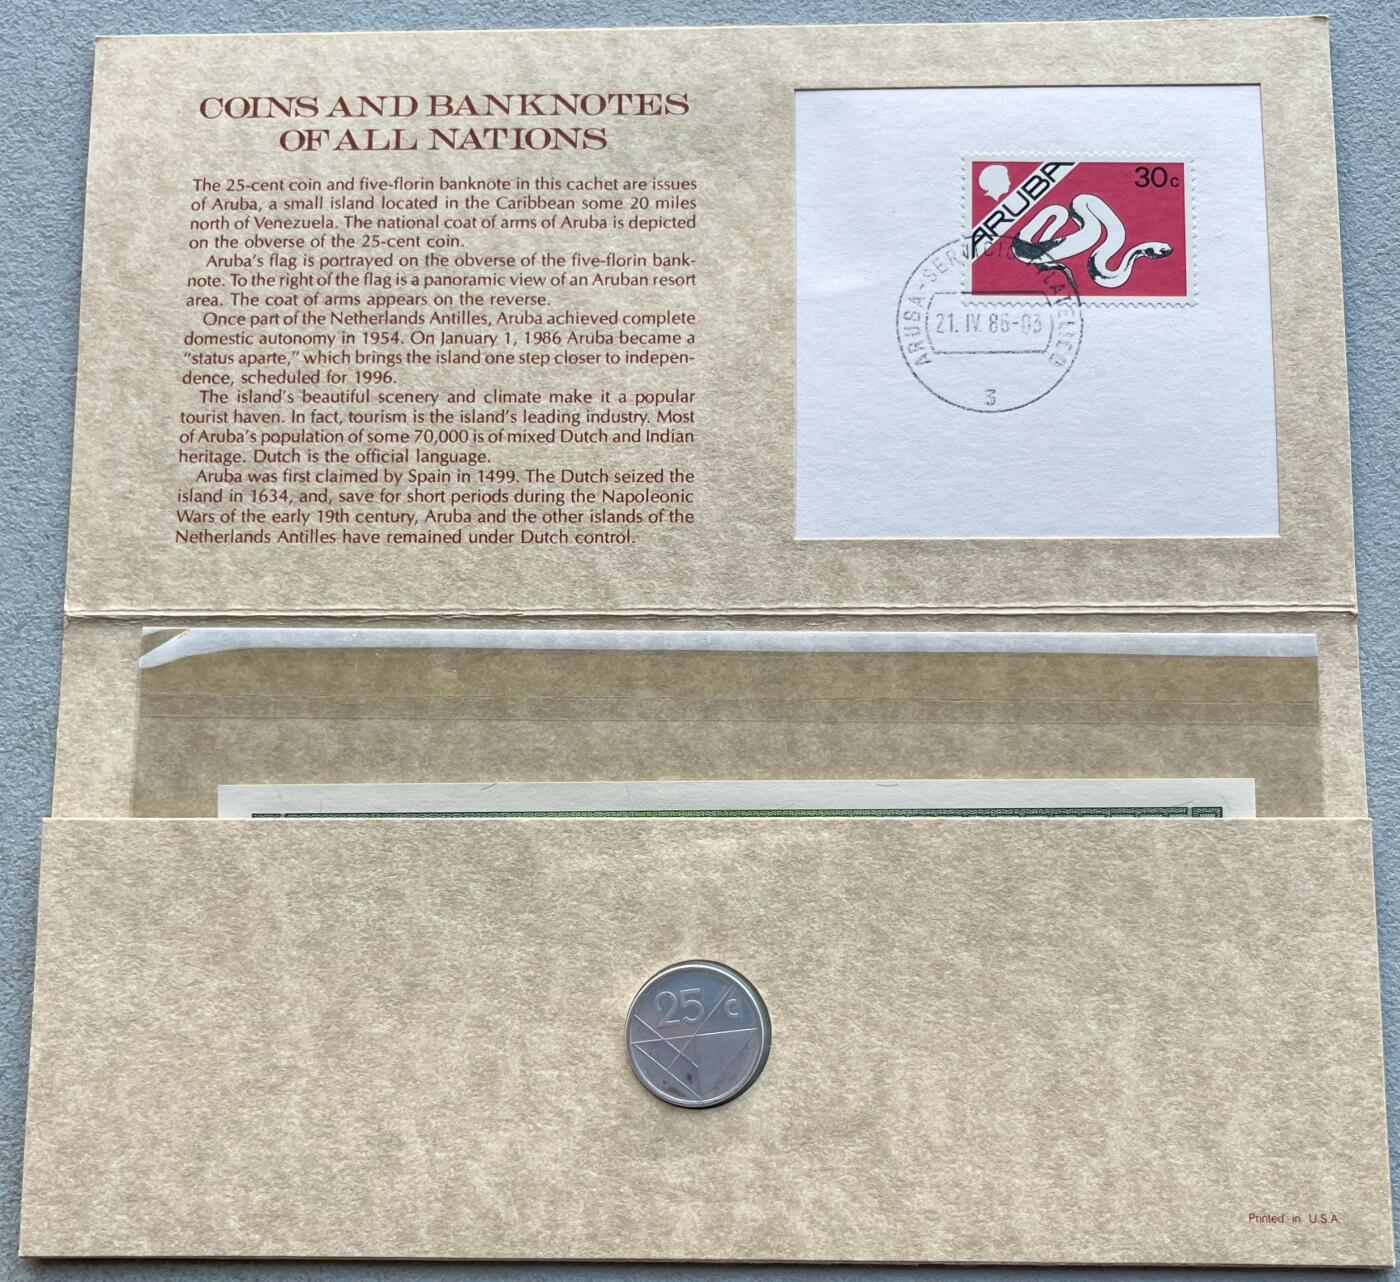 COINS AND BANKNOTES
OF ALL NATIONS
The 25-cent coin and five-florin banknote in this cachet are issues
of Aruba, a small island located in the Caribbean some 20 miles
north of Venezuela. The national coat of arms of Aruba is depicted
on the obverse of the 25-cent coin.
Aruba's flag is portrayed on the obverse of the five-florin bank-
note. To the right of the flag is a panoramic view of an Aruban resort
area. The coat of arms appears on the reverse.
Once part of the Netherlands Antilles, Aruba achieved complete
domestic autonomy in 1954. On January 1, 1986 Aruba became a
"status aparte," which brings the island one step closer to indepen-
dence, scheduled for 1996.
The island's beautiful scenery and climate make it a popular
tourist haven. In fact, tourism is the island's leading industry. Most
of Aruba's population of some 70,000 is of mixed Dutch and Indian
heritage. Dutch is the official language.
Aruba was first claimed by Spain in 1499. The Dutch seized the
island in 1634, and, save for short periods during the Napoleonic
Wars of the early 19th century, Aruba and the other islands of the
Netherlands Antilles have remained under Dutch control.
ARUBA
30c
ARUBA-SERVICIO FILATELICO
21. IV. 86-03
3
25/c
Printed in U.S.A.